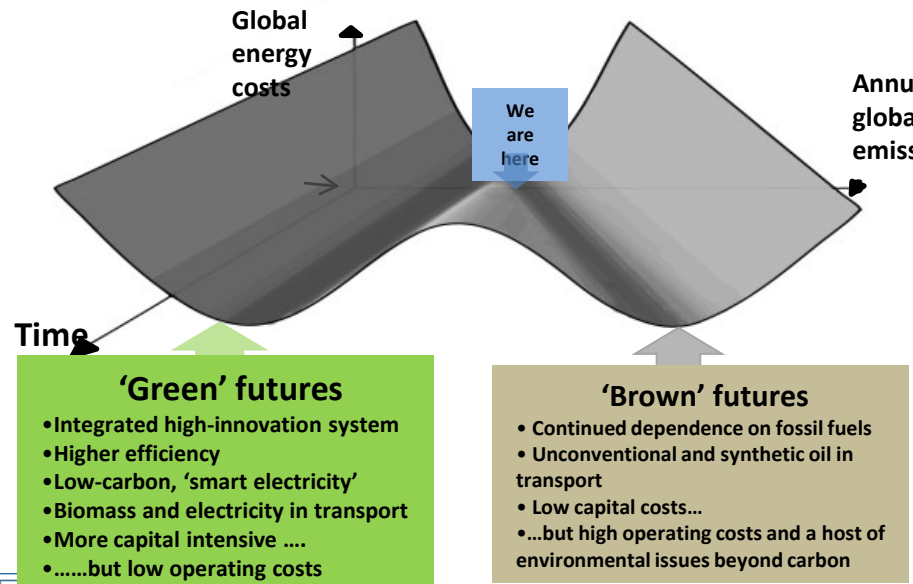 Global
energy
costs
We
are
here
Annu
globa
emiss
Time
‘Green’ futures
•Integrated high-innovation system
•Higher efficiency
•Low-carbon, ‘smart electricity’
•Biomass and electricity in transport
•More capital intensive ....
•......but low operating costs
‘Brown’ futures
• Continued dependence on fossil fuels
• Unconventional and synthetic oil in
transport
• Low capital costs...
•...but high operating costs and a host of
environmental issues beyond carbon